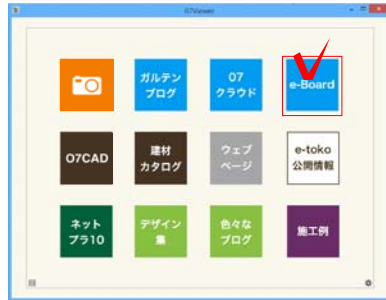 O7Viewer
ガルテン
ブログ
O7
クラウド
e-Board
O7CAD
建材
カタログ
ウェブ
ページ
e-toko
公開情報
ネット
プラ10
デザイン
集
色々な
ブログ
施工例